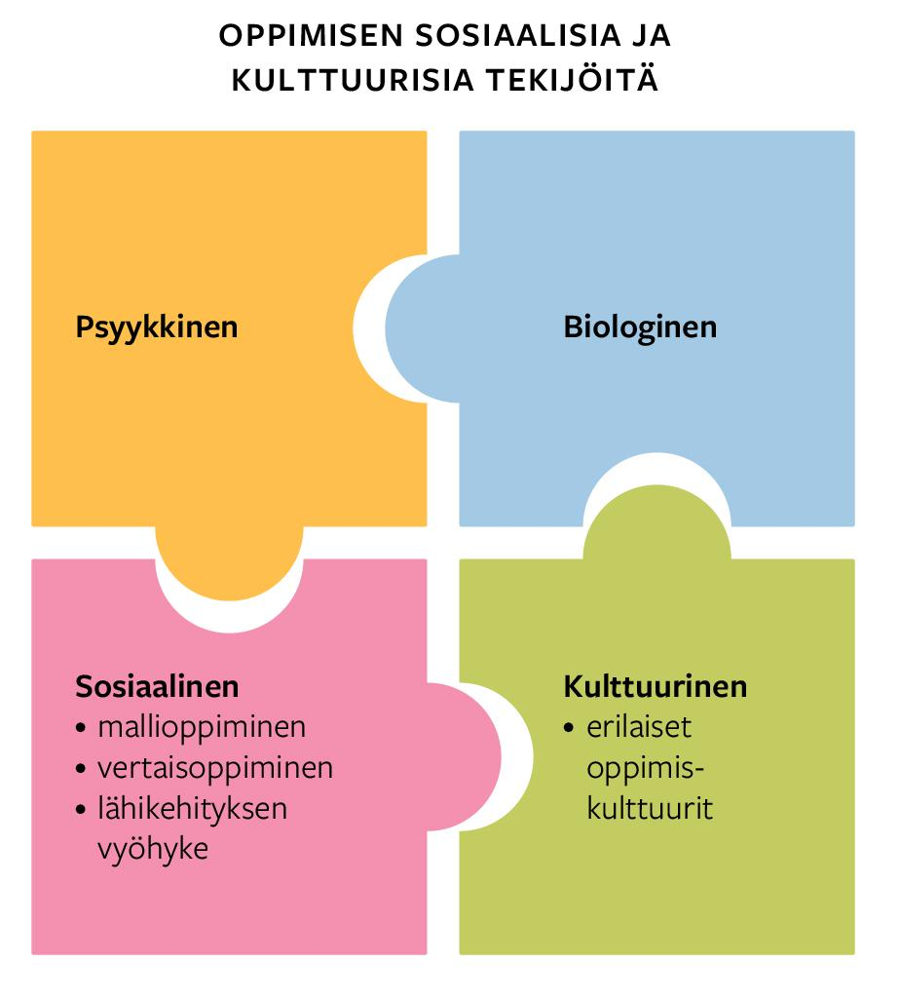 OPPIMISEN SOSIAALISIA JA
KULTTUURISIA TEKIJÖITÄ
Psyykkinen
Biologinen
Sosiaalinen
• mallioppiminen
• vertaisoppiminen
• lähikehityksen
vyöhyke
Kulttuurinen
• erilaiset
oppimis-
kulttuurit